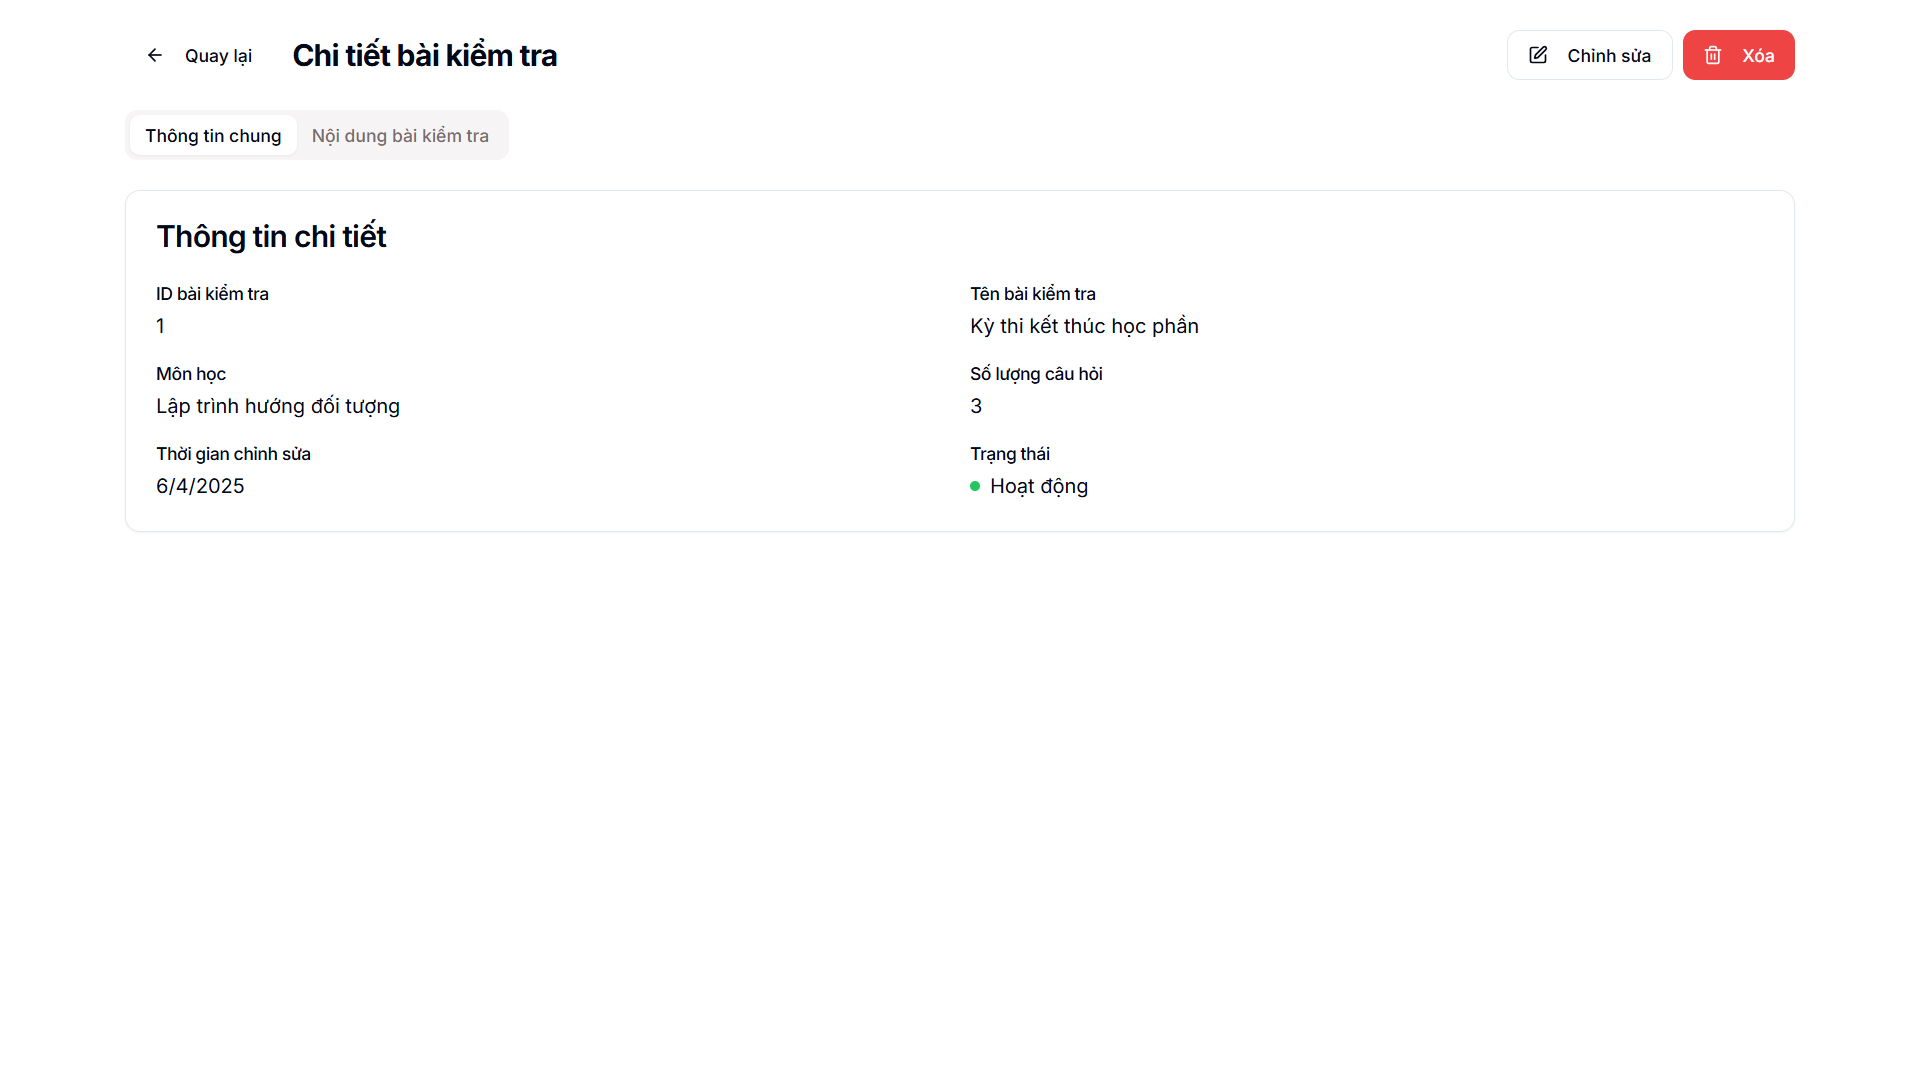 Quay lại
Chi tiết bài kiểm tra
Chỉnh sửa
Xóa
Thông tin chung
Nội dung bài kiểm tra
Thông tin chi tiết
ID bài kiểm tra
1
Tên bài kiểm tra
Kỳ thi kết thúc học phần
Môn học
Lập trình hướng đối tượng
Số lượng câu hỏi
3
Thời gian chỉnh sửa
6/4/2025
Trạng thái
Hoạt động